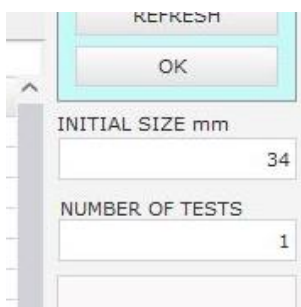 REFRESH
OK
INITIAL SIZE mm
34
NUMBER OF TESTS
1